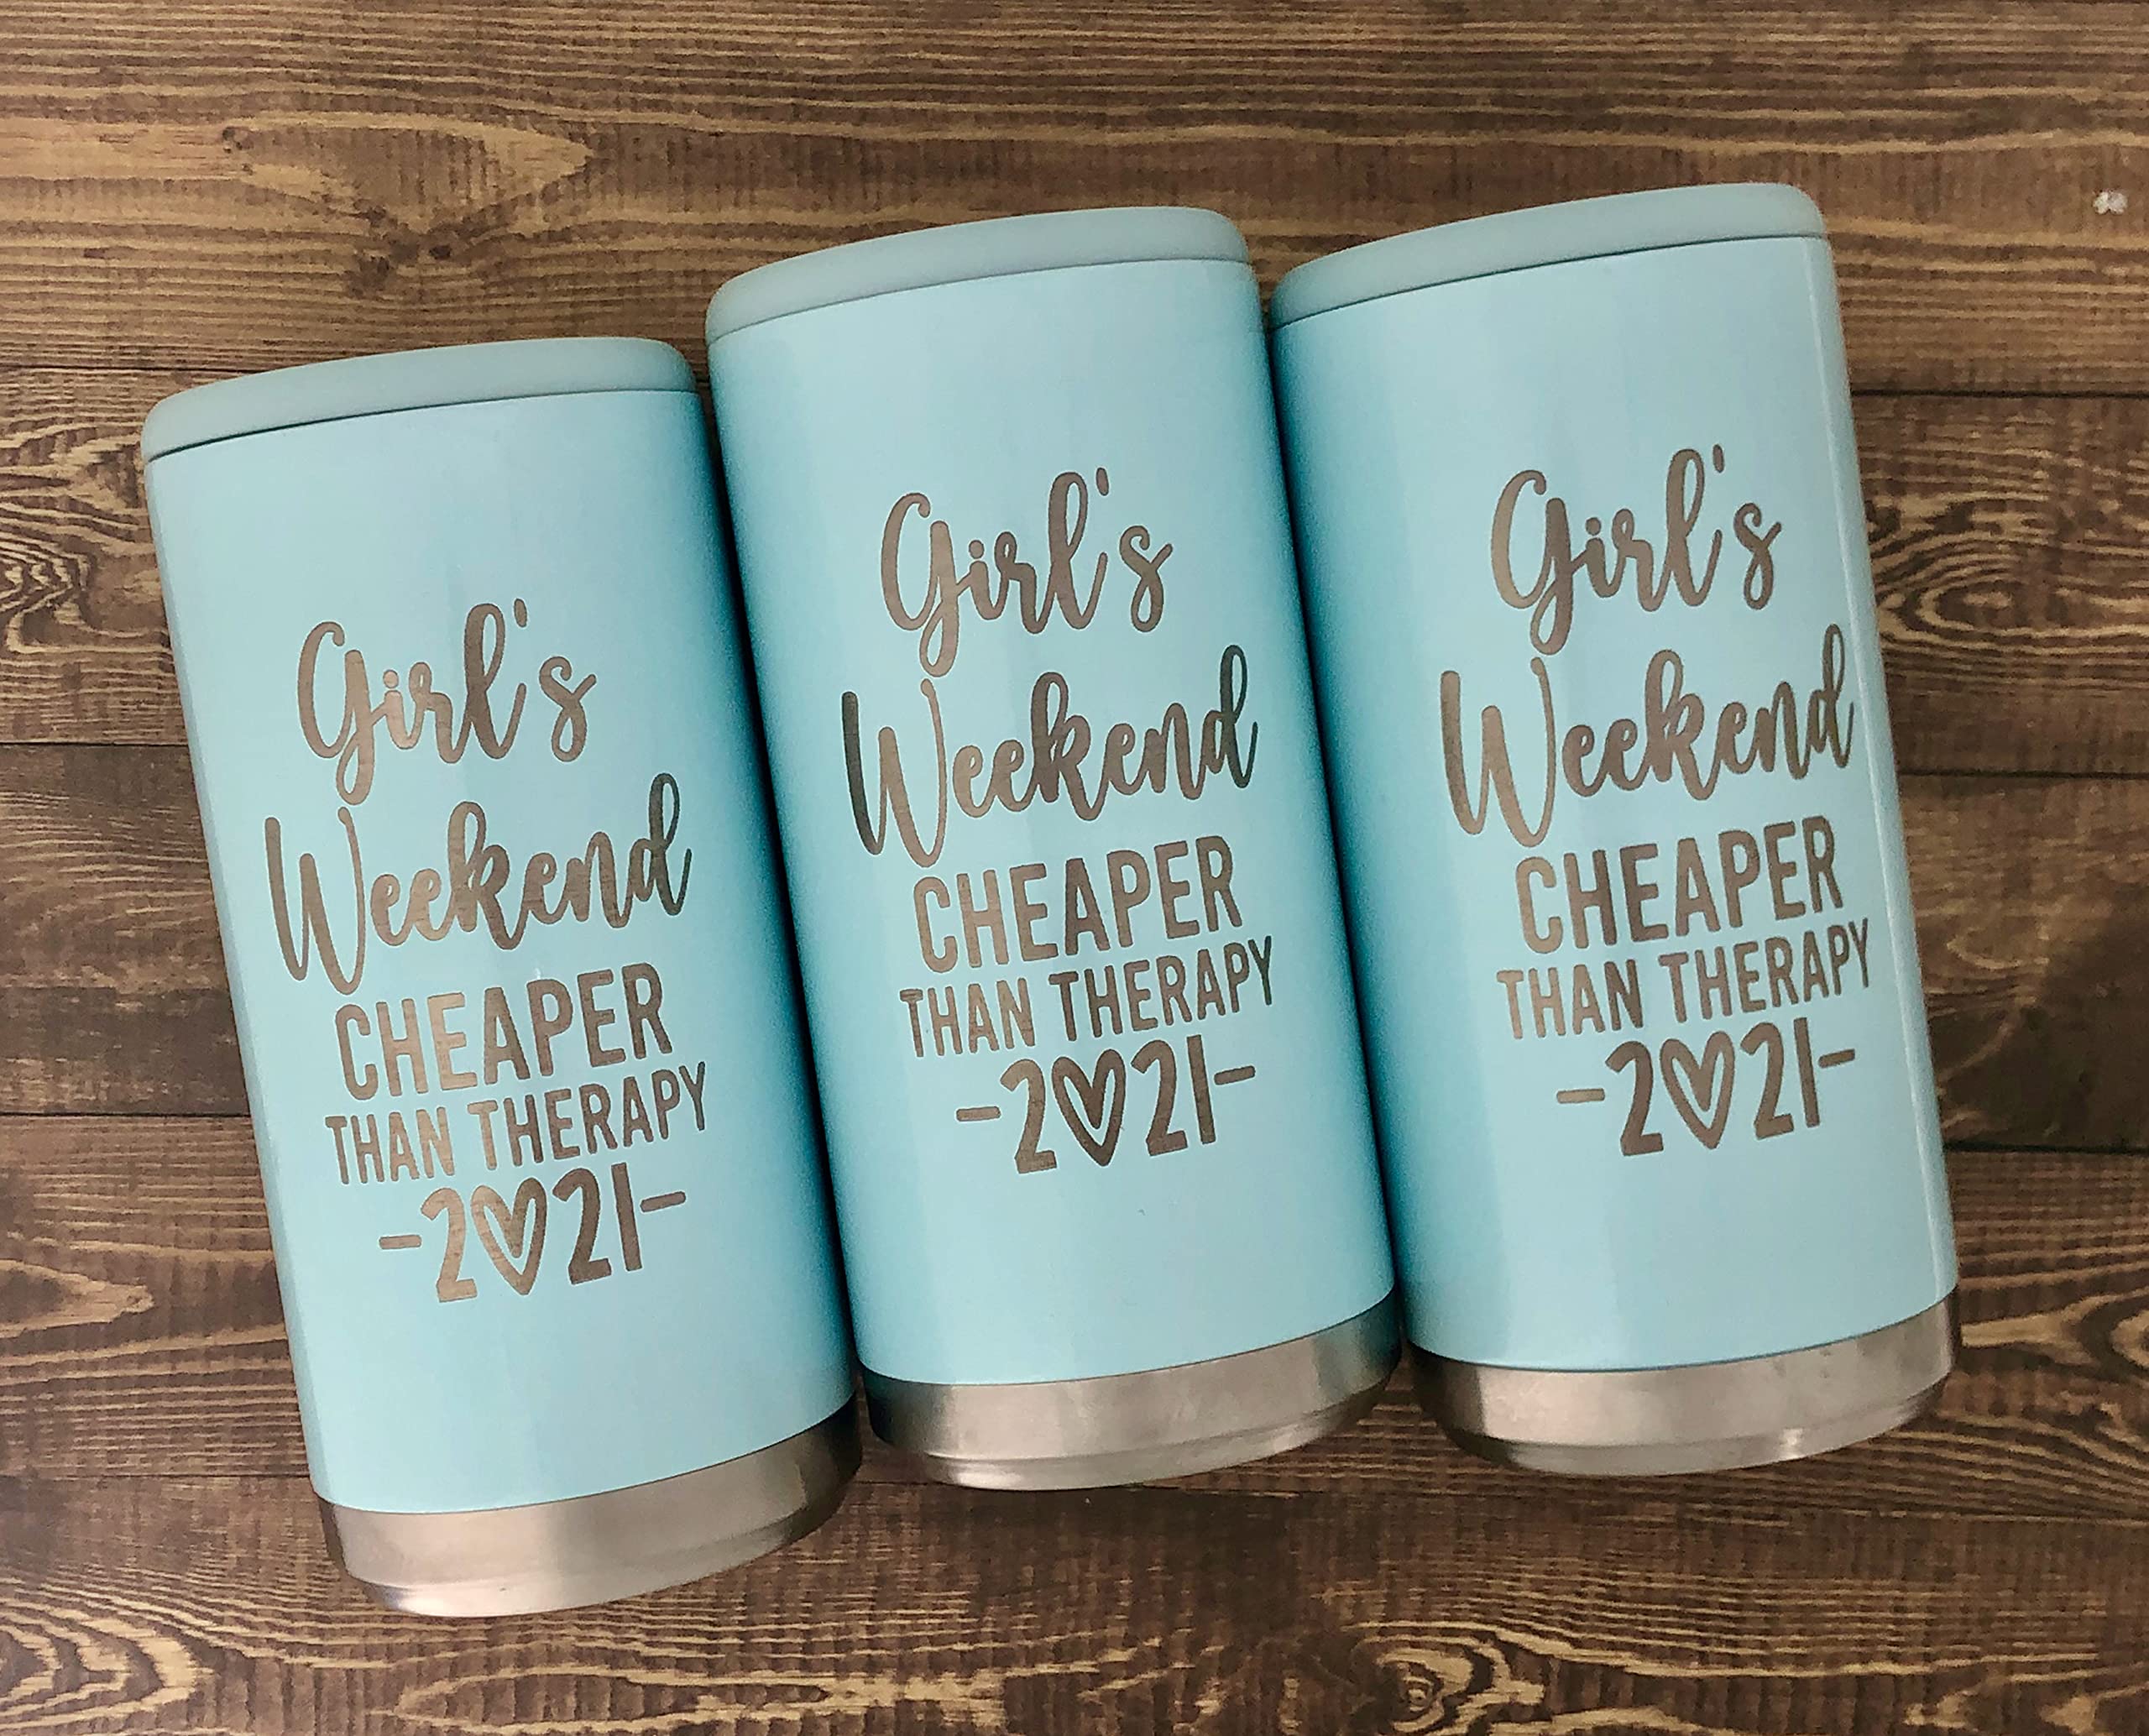 Girl's
Weekend
CHEAPER
THAN THERAPY
-2♡21-
Girl's
Weekend
CHEAPER
THAN THERAPY
-2♡21-
Girl's
Weekend
CHEAPER
THAN THERAPY
-2♡21-